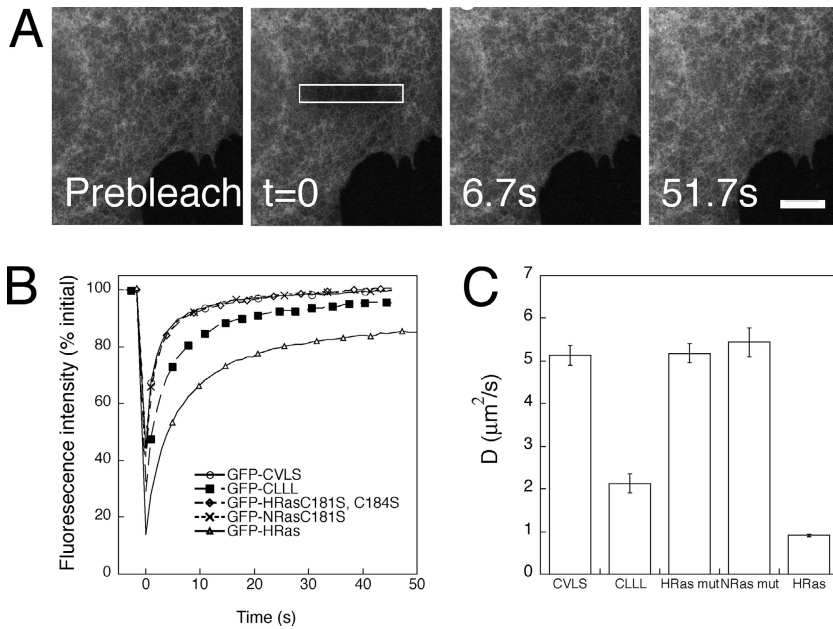 A
Prebleach
t=0
6.7s
51.7s
B
Fluoresecence intensity (% initial)
100
80
60
40
20
0
GFP-CVLS
GFP-CLLL
GFP-HRasC181S, C184S
GFP-NRasC181S
GFP-HRas
0
10
20
30
40
50
Time (s)
C
D (μm²/s)
7
6
5
4
3
2
1
0
CVLS
CLLL
HRas mut
NRas mut
HRas